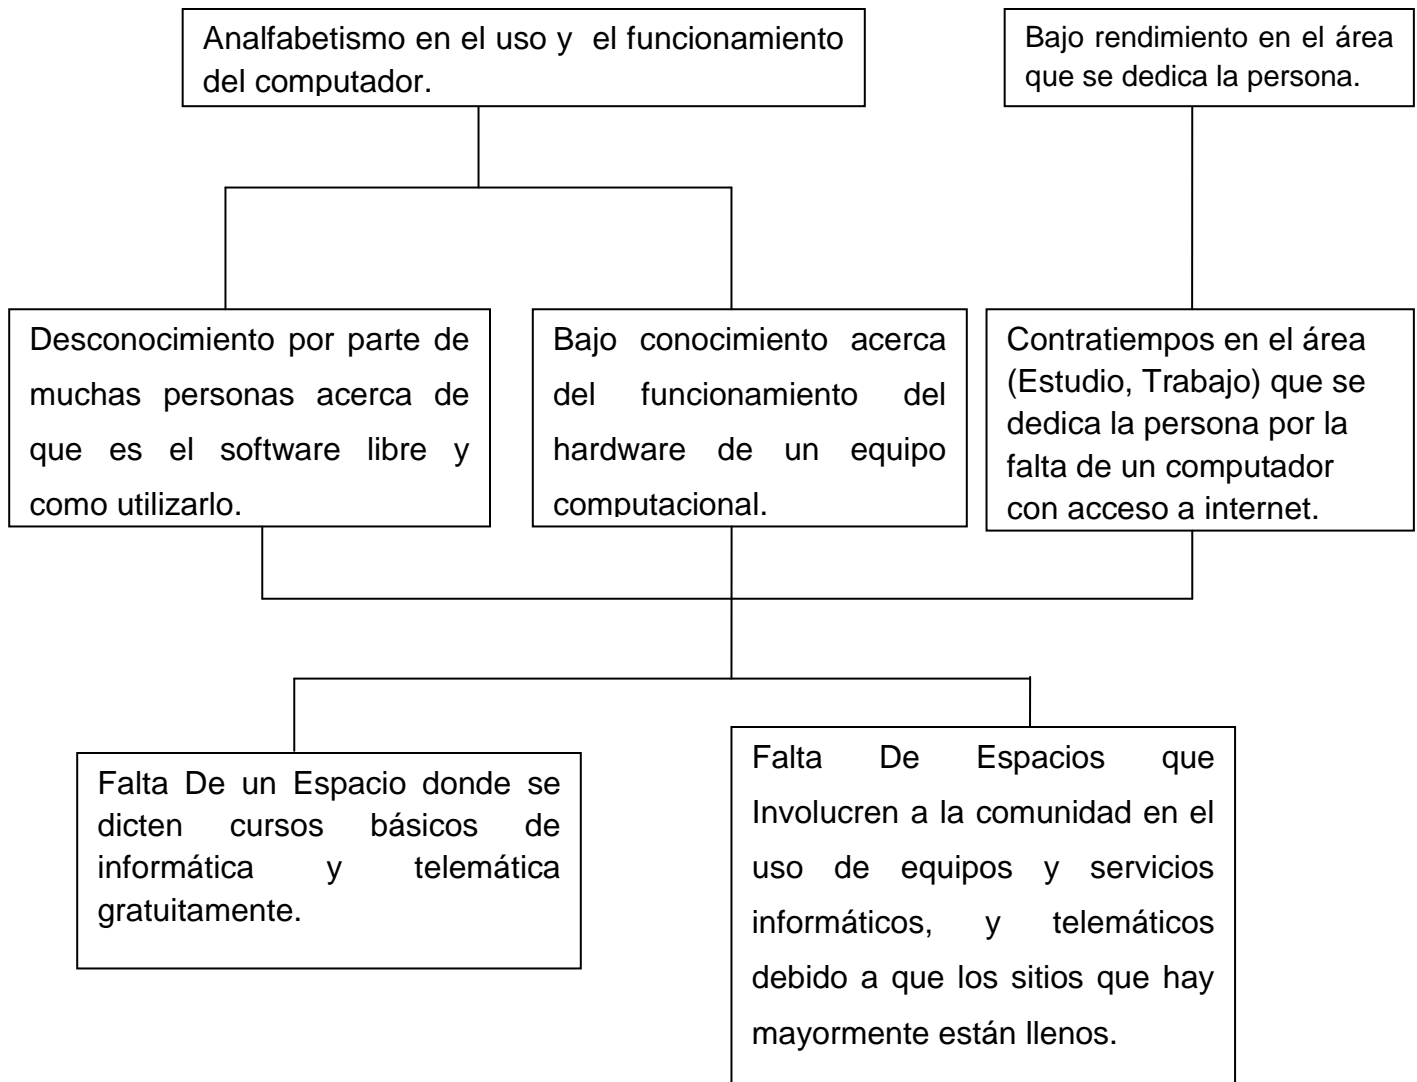 Analfabetismo en el uso y  el funcionamiento
del computador.
Bajo rendimiento en el área
que se dedica la persona.
Desconocimiento por parte de
muchas personas acerca de
que es el software libre y
como utilizarlo.
Bajo conocimiento acerca
del funcionamiento del
hardware de un equipo
computacional.
Contratiempos en el área
(Estudio, Trabajo) que se
dedica la persona por la
falta de un computador
con acceso a internet.
Falta De un Espacio donde se
dicten cursos básicos de
informática y telemática
gratuitamente.
Falta De Espacios que
Involucren a la comunidad en el
uso de equipos y servicios
informáticos, y telemáticos
debido a que los sitios que hay
mayormente están llenos.